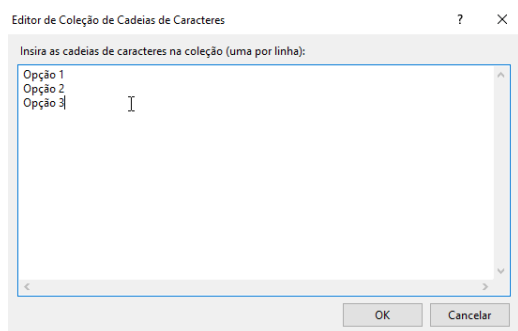 Editor de Coleção de Cadeias de Caracteres
?
Insira as cadeias de caracteres na coleção (uma por linha):
Opção 1
Opção 2
Opção 3
OK
Cancelar